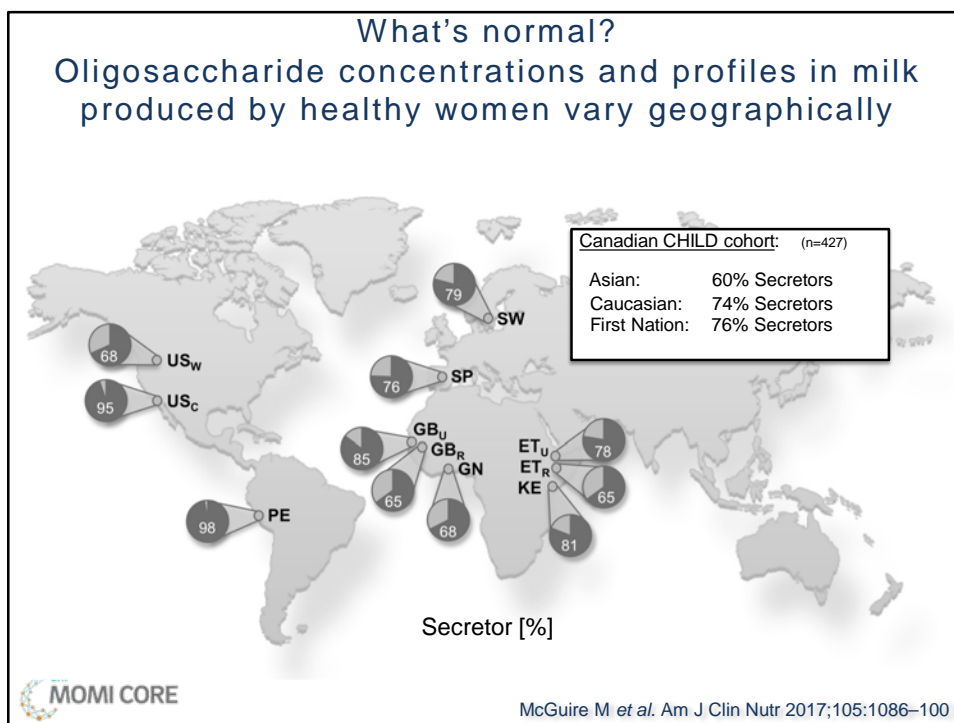 What's normal?
Oligosaccharide concentrations and profiles in milk
produced by healthy women vary geographically
Canadian CHILD cohort: (n=427)
Asian: 60% Secretors
Caucasian: 74% Secretors
First Nation: 76% Secretors
79
SW
68
USW
76
SP
95
USC
GBU
85
GBR
GN
ETU
78
ETR
KE
65
65
68
81
98
PE
Secretor [%]
MOMI CORE
McGuire M et al. Am J Clin Nutr 2017;105:1086–100